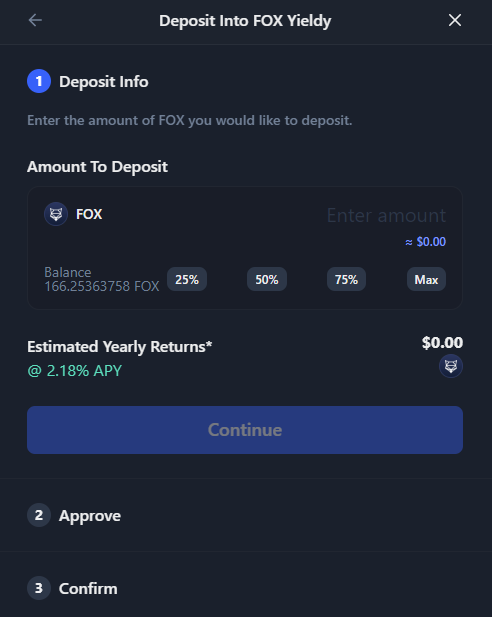 Deposit Into FOX Yieldy
1 Deposit Info
Enter the amount of FOX you would like to deposit.
Amount To Deposit
FOX Enter amount
≈ $0.00
Balance
166.25363758 FOX 25% 50% 75% Max
Estimated Yearly Returns* $0.00
@ 2.18% APY
Continue
2 Approve
3 Confirm